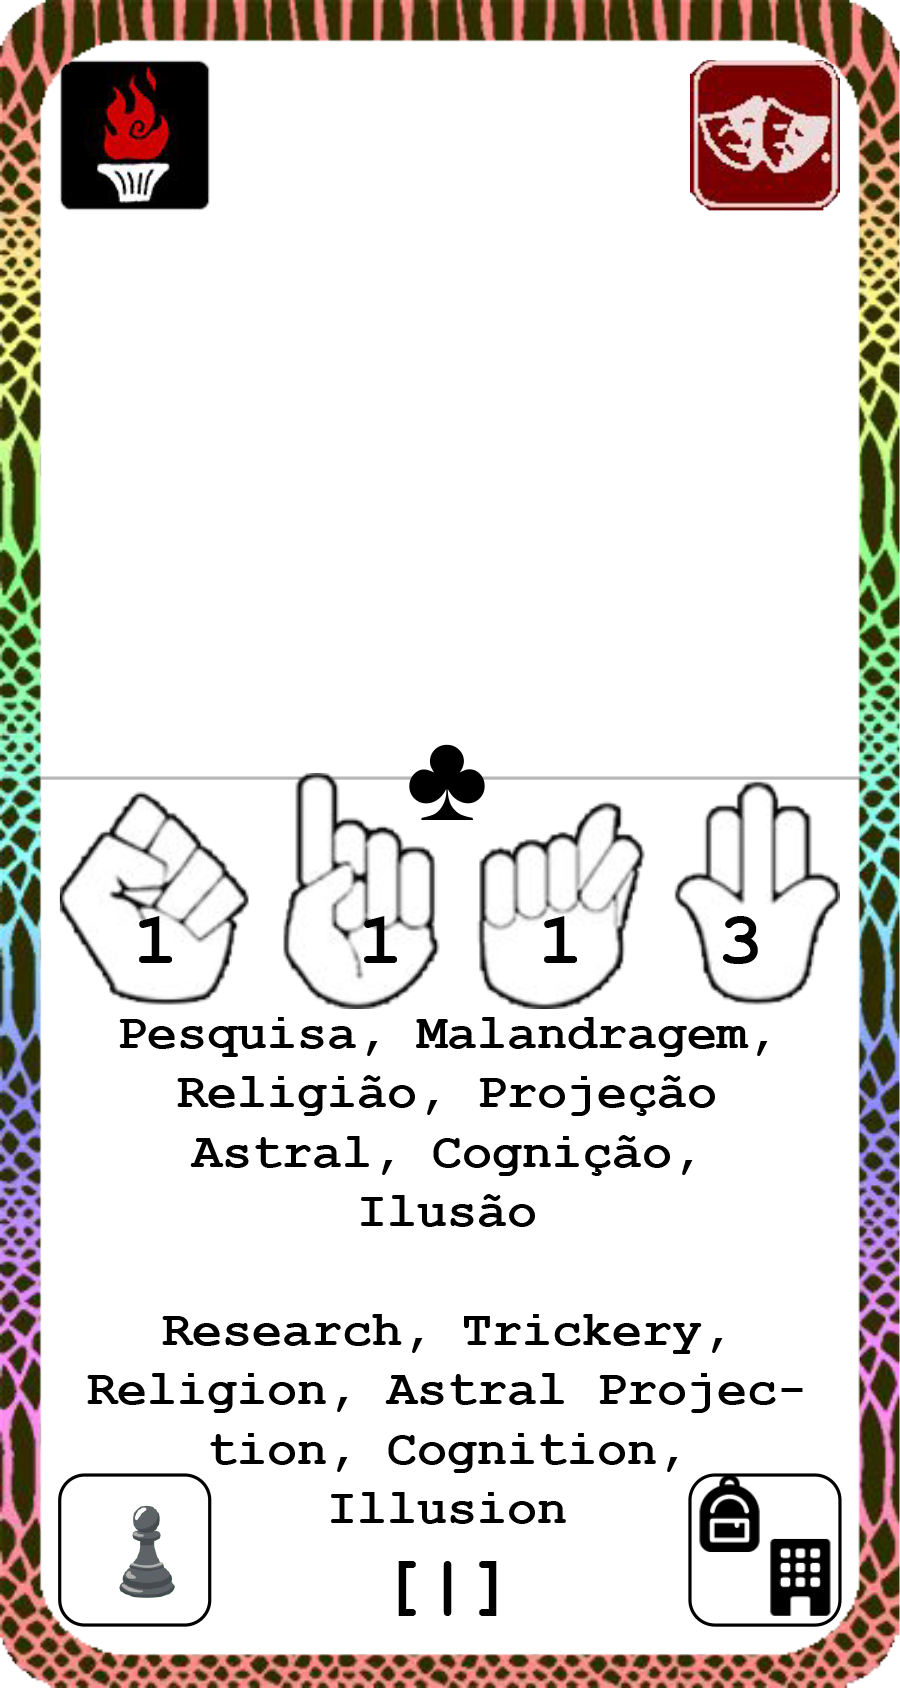 1 1 1 3
Pesquisa, Malandragem,
Religião, Projeção
Astral, Cognição,
Ilusão
Research, Trickery,
Religion, Astral Projec-
tion, Cognition,
Illusion
[|]